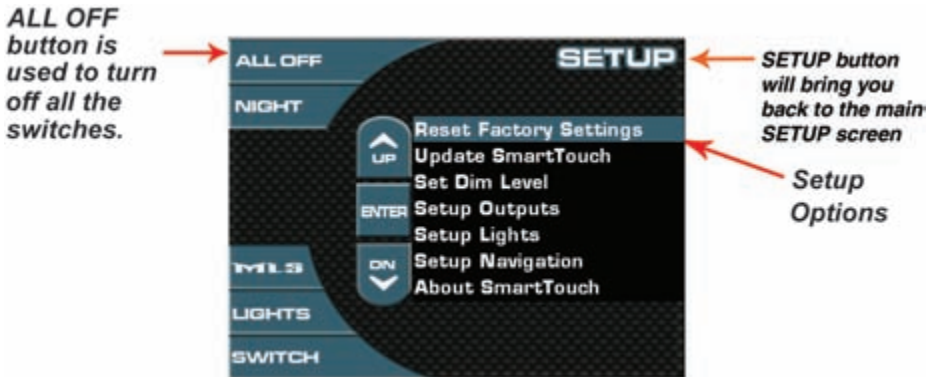 ALL OFF
button is
used to turn
off all the
switches.
ALL OFF
NIGHT
SETUP
SETUP button
will bring you
back to the main
SETUP screen
UP
ENTER
DN
Reset Factory Settings
Update SmartTouch
Set Dim Level
Setup Outputs
Setup Lights
Setup Navigation
About SmartTouch
Setup
Options
MLS
LIGHTS
SWITCH